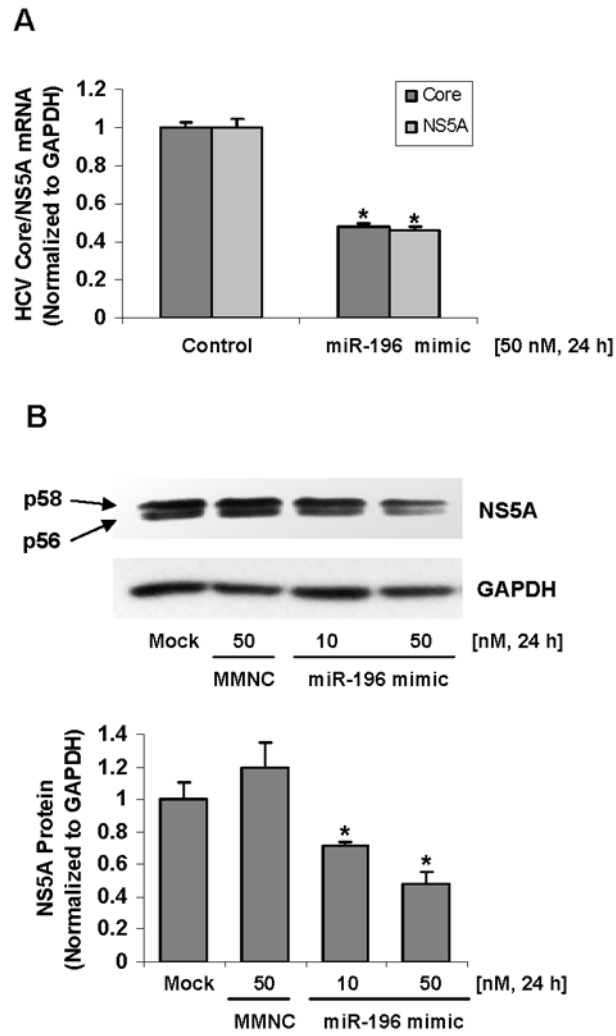 A
HCV Core/NS5A mRNA
(Normalized to GAPDH)
1.2
1
0.8
0.6
0.4
0.2
0
Core
NS5A
* *
Control miR-196 mimic [50 nM, 24 h]
B
p58
p56
NS5A
GAPDH
Mock 50 10 50 [nM, 24 h]
MMNC miR-196 mimic
NS5A Protein
(Normalized to GAPDH)
1.4
1.2
1
0.8
0.6
0.4
0.2
0
*
*
Mock 50 10 50 [nM, 24 h]
MMNC miR-196 mimic